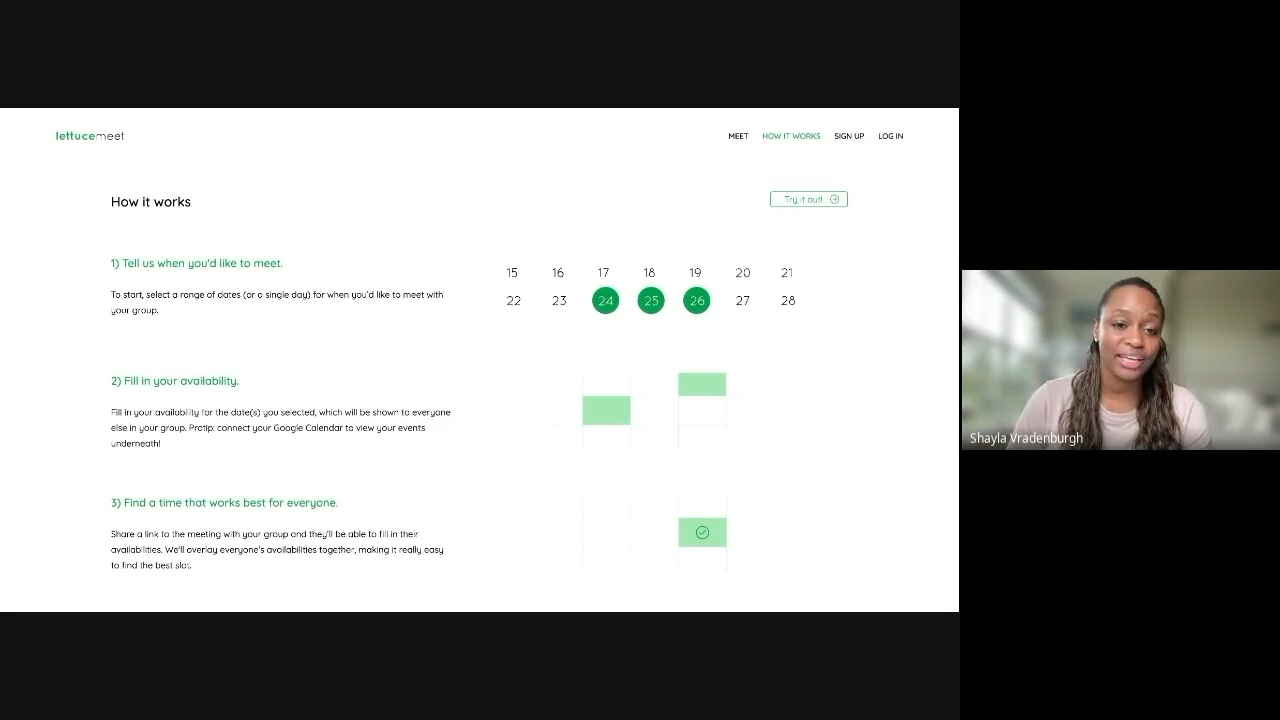 lettucemeet
MEET HOW IT WORKS SIGN UP LOG IN
How it works
Try it out!
1) Tell us when you'd like to meet.
To start, select a range of dates (or a single day) for when you'd like to meet with
your group.
15 16 17 18 19 20 21
22 23 24 25 26 27 28
2) Fill in your availability.
Fill in your availability for the date(s) you selected, which will be shown to everyone
else in your group. Protip: connect your Google Calendar to view your events
underneath!
3) Find a time that works best for everyone.
Share a link to the meeting with your group and they'll be able to fill in their
availabilities. We'll overlay everyone's availabilities together, making it really easy
to find the best slot.
Shayla Vradenburgh